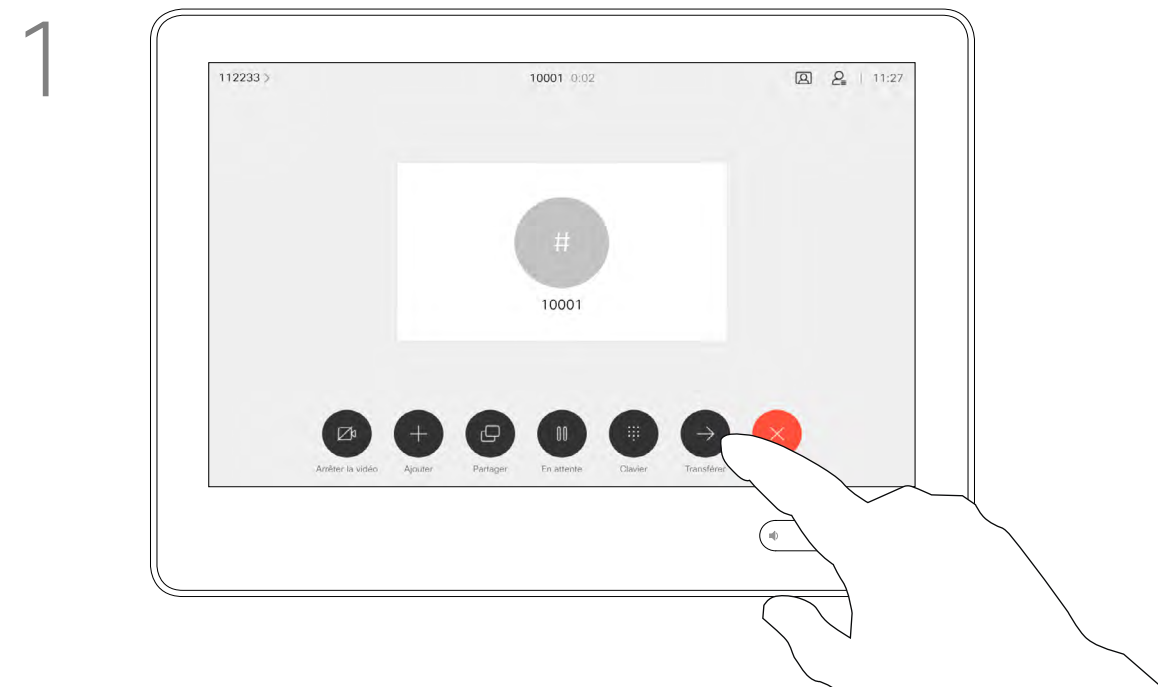 1
112233 > 10001 0:02 11:27
#
10001
Arrêter la vidéo Ajouter Partager En attente Clavier Transférer